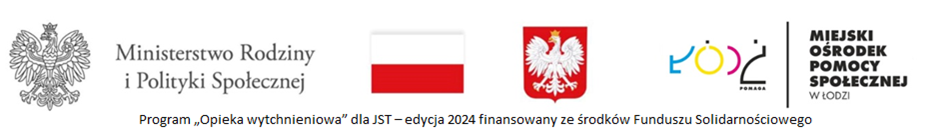 Ministerstwo Rodziny
i Polityki Społecznej
ŁÓDŹ
POMAGA
MIEJSKI
OŚRODEK
POMOCY
SPOŁECZNEJ
W ŁODZI
Program „Opieka wytchnieniowa” dla JST – edycja 2024 finansowany ze środków Funduszu Solidarnościowego